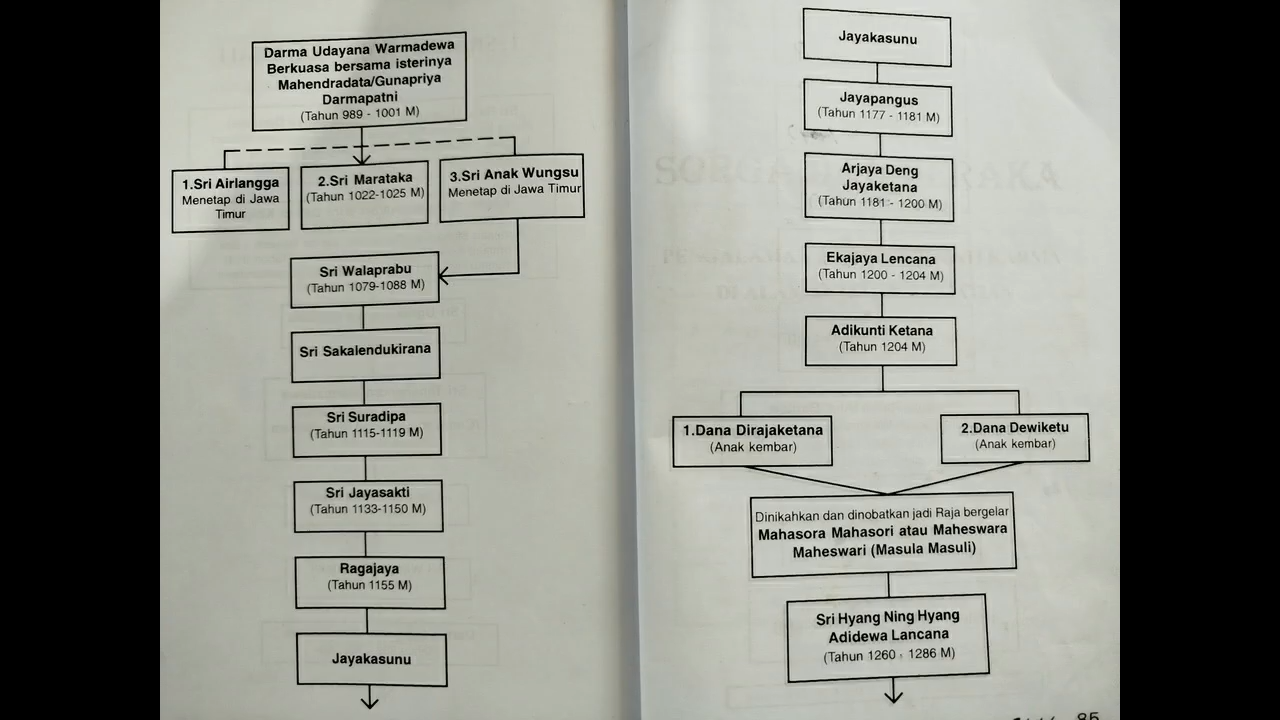 Darma Udayana Warmadewa
Berkuasa bersama isterinya
Mahendradata/Gunapriya
Darmapatni
(Tahun 989 - 1001 M)
1.Sri Airlangga
Menetap di Jawa
Timur
2.Sri Marataka
(Tahun 1022-1025 M)
3.Sri Anak Wungsu
Menetap di Jawa Timur
Sri Walaprabu
(Tahun 1079-1088 M)
Sri Sakalendukirana
Sri Suradipa
(Tahun 1115-1119 M)
Sri Jayasakti
(Tahun 1133-1150 M)
Ragajaya
(Tahun 1155 M)
Jayakasunu
Jayakasunu
Jayapangus
(Tahun 1177 - 1181 M)
Arjaya Deng
Jayaketana
(Tahun 1181 - 1200 M)
Ekajaya Lencana
(Tahun 1200 - 1204 M)
Adikunti Ketana
(Tahun 1204 M)
1.Dana Dirajaketana
(Anak kembar)
2.Dana Dewiketu
(Anak kembar)
Dinikahkan dan dinobatkan jadi Raja bergelar
Mahasora Mahasori atau Maheswara
Maheswari (Masula Masuli)
Sri Hyang Ning Hyang
Adidewa Lancana
(Tahun 1260 - 1286 M)
85